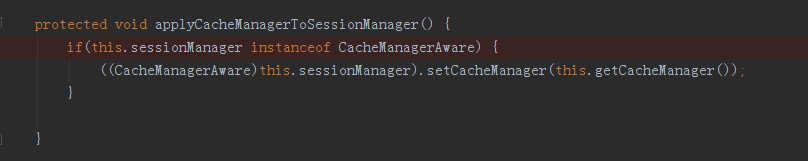 protected void applyCacheManagerToSessionManager() {
if(this.sessionManager instanceof CacheManagerAware) {
((CacheManagerAware)this.sessionManager).setCacheManager(this.getCacheManager());
}
}